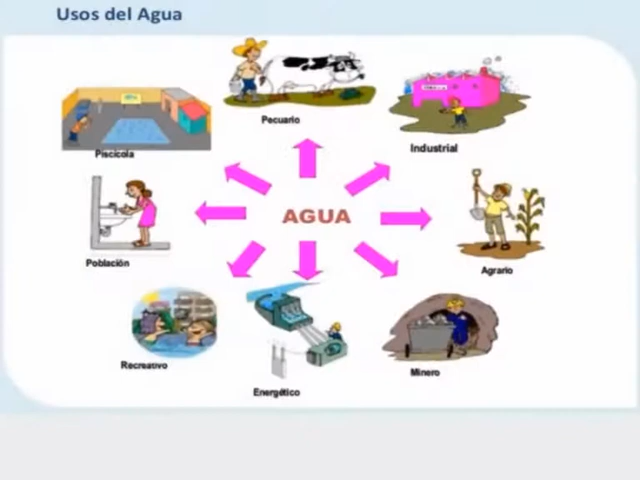 Usos del Agua
Pecuario
Industrial
Piscícola
AGUA
Población
Agrario
Recreativo
Minero
Energético